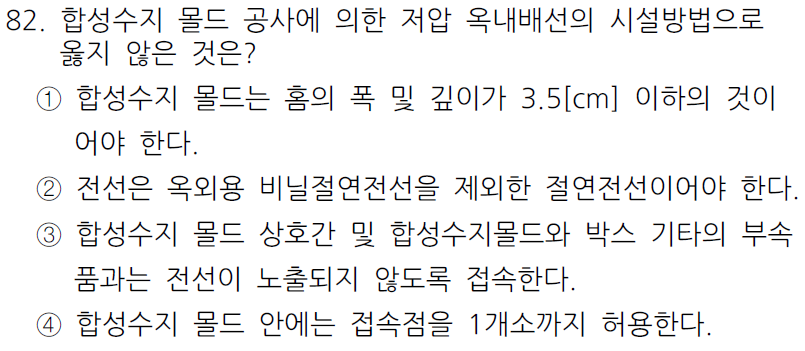 82. 합성수지 몰드 공사에 의한 저압 옥내배선의 시설방법으로
옳지 않은 것은?
① 합성수지 몰드는 홈의 폭 및 깊이가 3.5[cm] 이하의 것이
어야 한다.
② 전선은 옥외용 비닐절연전선을 제외한 절연전선이어야 한다.
③ 합성수지 몰드 상호간 및 합성수지몰드와 박스 기타의 부속
품과는 전선이 노출되지 않도록 접속한다.
④ 합성수지 몰드 안에는 접속점을 1개소까지 허용한다.